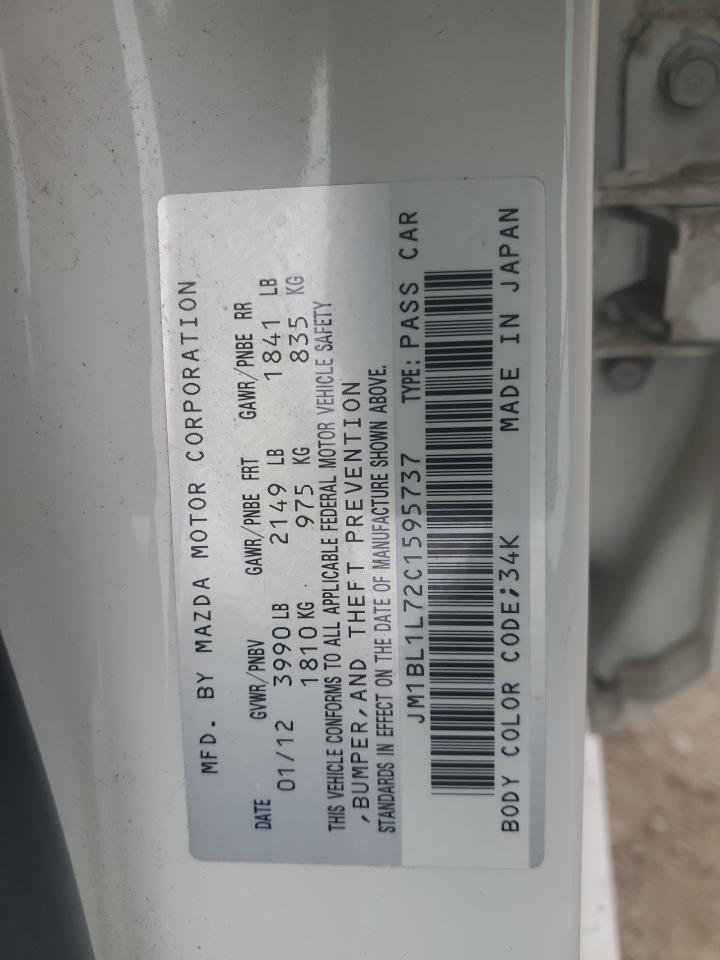 MFD. BY MAZDA MOTOR CORPORATION
DATE GVWR/PNBV GAWR/PNBE FRT GAWR/PNBE RR
01/12 3990 LB 2149 LB 1841 LB
1810 KG 975 KG 835 KG
THIS VEHICLE CONFORMS TO ALL APPLICABLE FEDERAL MOTOR VEHICLE SAFETY
,BUMPER,AND THEFT PREVENTION
STANDARDS IN EFFECT ON THE DATE OF MANUFACTURE SHOWN ABOVE.
JM1BL1L72C1595737 TYPE: PASS CAR
BODY COLOR CODE;34K MADE IN JAPAN